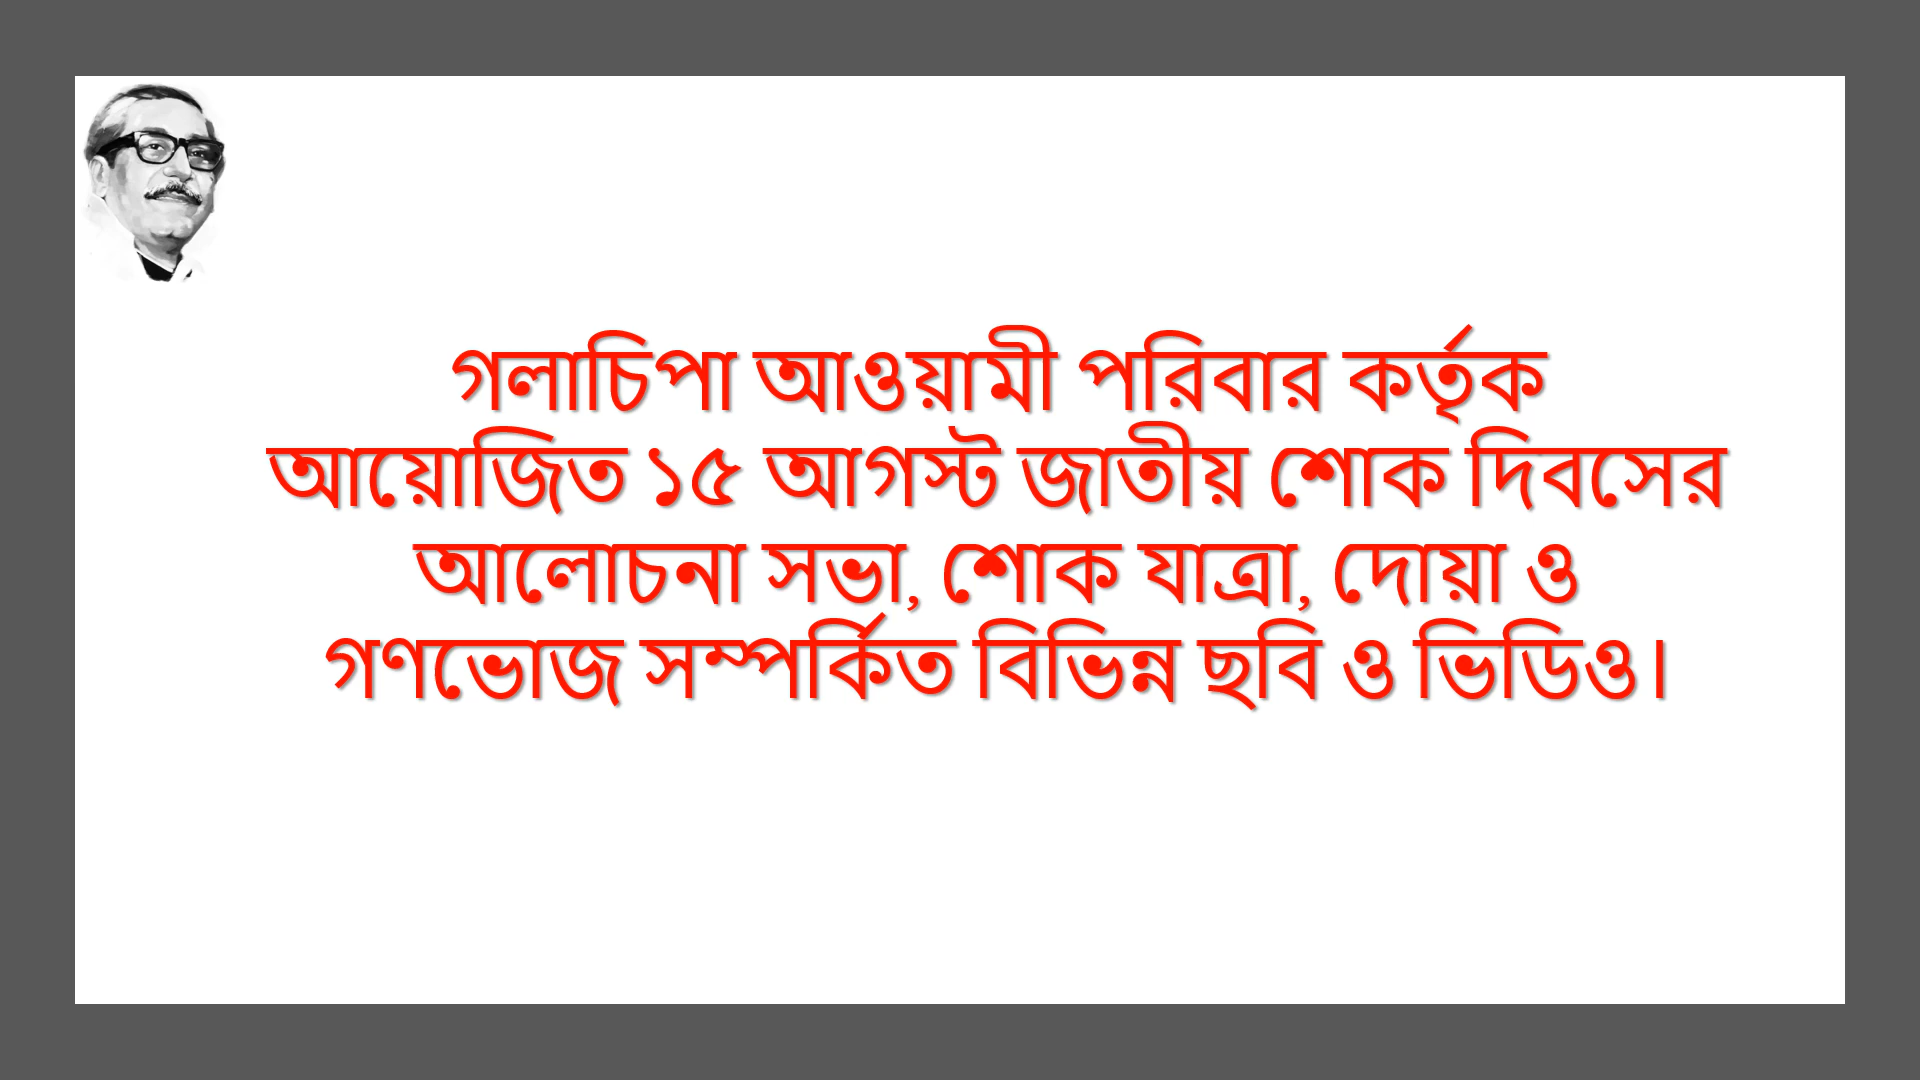 গলাচিপা আওয়ামী পরিবার কর্তৃক
আয়োজিত ১৫ আগস্ট জাতীয় শোক দিবসের
আলোচনা সভা, শোক যাত্রা, দোয়া ও
গণভোজ সম্পর্কিত বিভিন্ন ছবি ও ভিডিও।